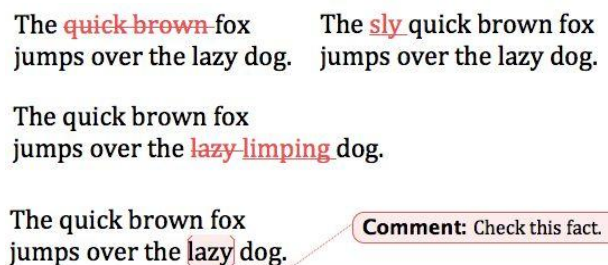 The quick brown fox
jumps over the lazy dog.
The sly quick brown fox
jumps over the lazy dog.
The quick brown fox
jumps over the lazy limping dog.
The quick brown fox
jumps over the lazy dog.
Comment: Check this fact.